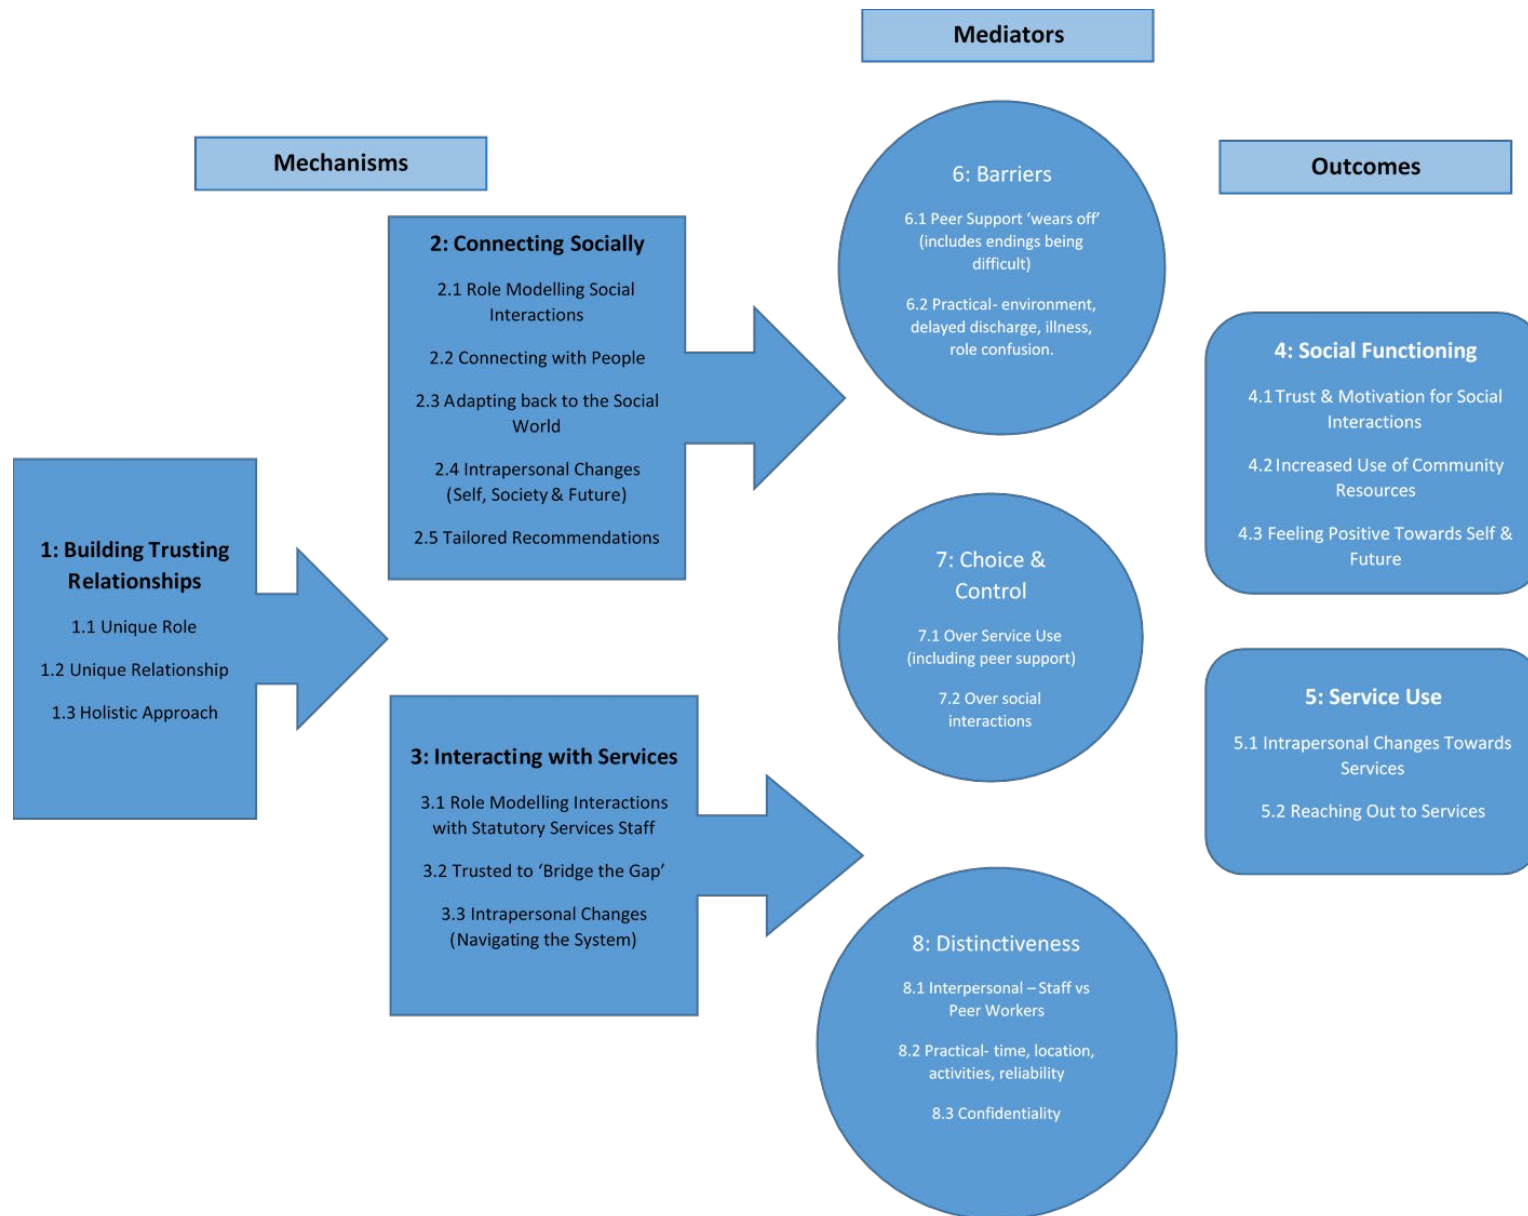 Mediators
Mechanisms
Outcomes
1: Building Trusting
Relationships
1.1 Unique Role
1.2 Unique Relationship
1.3 Holistic Approach
2: Connecting Socially
2.1 Role Modelling Social
Interactions
2.2 Connecting with People
2.3 Adapting back to the Social
World
2.4 Intrapersonal Changes
(Self, Society & Future)
2.5 Tailored Recommendations
3: Interacting with Services
3.1 Role Modelling Interactions
with Statutory Services Staff
3.2 Trusted to ‘Bridge the Gap’
3.3 Intrapersonal Changes
(Navigating the System)
6: Barriers
6.1 Peer Support ‘wears off’
(includes endings being
difficult)
6.2 Practical- environment,
delayed discharge, illness,
role confusion.
7: Choice &
Control
7.1 Over Service Use
(including peer support)
7.2 Over social
interactions
8: Distinctiveness
8.1 Interpersonal – Staff vs
Peer Workers
8.2 Practical- time, location,
activities, reliability
8.3 Confidentiality
4: Social Functioning
4.1 Trust & Motivation for Social
Interactions
4.2 Increased Use of Community
Resources
4.3 Feeling Positive Towards Self &
Future
5: Service Use
5.1 Intrapersonal Changes Towards
Services
5.2 Reaching Out to Services